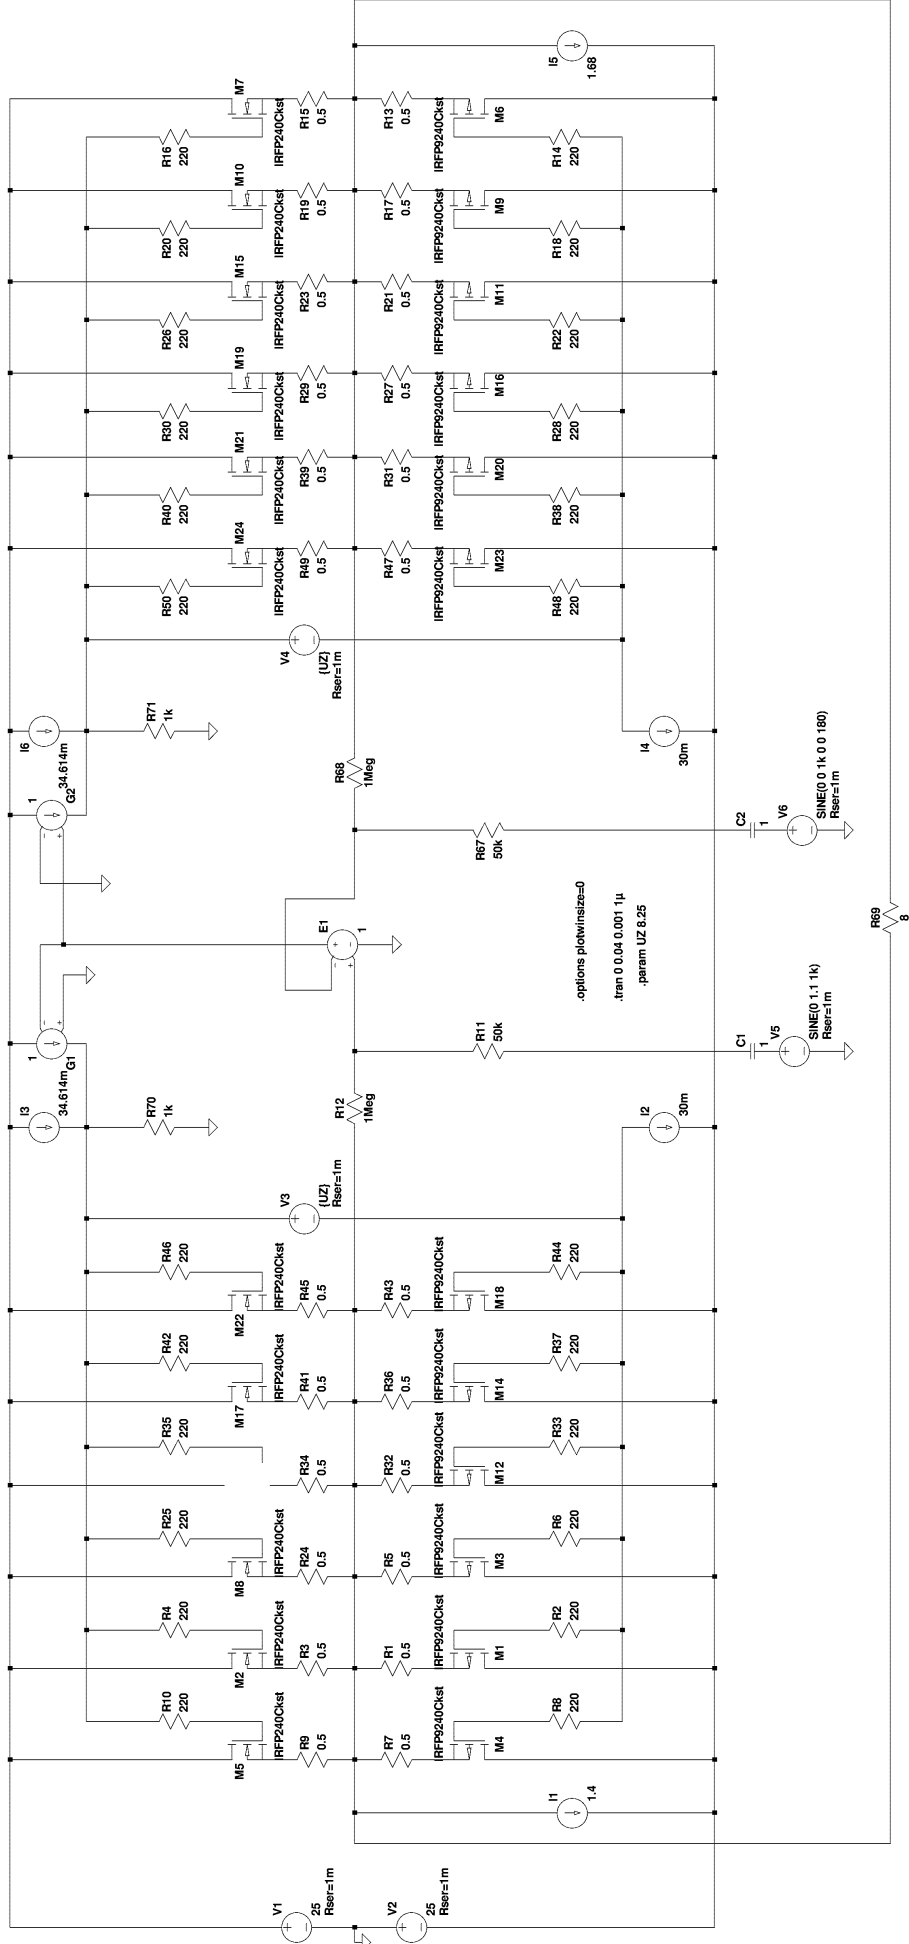 I5
1.68
M7
IRFP240Ckst
R15
0.5
R16
220
R13
0.5
IRFP9240Ckst
M6
R14
220
M10
IRFP240Ckst
R19
0.5
R20
220
R17
0.5
IRFP9240Ckst
M9
R18
220
M15
IRFP240Ckst
R23
0.5
R26
220
R21
0.5
IRFP9240Ckst
M11
R22
220
M19
IRFP240Ckst
R29
0.5
R30
220
R27
0.5
IRFP9240Ckst
M16
R28
220
M21
IRFP240Ckst
R39
0.5
R40
220
R31
0.5
IRFP9240Ckst
M20
R38
220
M24
IRFP240Ckst
R49
0.5
R50
220
R47
0.5
IRFP9240Ckst
M23
R48
220
V4
{UZ}
Rser=1m
I6
34.614m
R71
1k
I4
30m
G2
1
R68
1Meg
R67
50k
C2
1
V6
SINE(0 0 1k 0 0 180)
Rser=1m
E1
1
.options plotwinsize=0
.tran 0 0.04 0.001 1µ
.param UZ 8.25
R69
8
G1
1
R11
50k
C1
1
V5
SINE(0 1.1 1k)
Rser=1m
I3
34.614m
R70
1k
R12
1Meg
I2
30m
V3
{UZ}
Rser=1m
R46
220
M22
IRFP240Ckst
R45
0.5
R43
0.5
IRFP9240Ckst
M18
R44
220
R42
220
M17
IRFP240Ckst
R41
0.5
R36
0.5
IRFP9240Ckst
M14
R37
220
R35
220
R34
0.5
R32
0.5
IRFP9240Ckst
M12
R33
220
R25
220
M8
IRFP240Ckst
R24
0.5
R5
0.5
IRFP9240Ckst
M3
R6
220
R4
220
M2
IRFP240Ckst
R3
0.5
R1
0.5
IRFP9240Ckst
M1
R2
220
R10
220
M5
IRFP240Ckst
R9
0.5
R7
0.5
IRFP9240Ckst
M4
R8
220
I1
1.4
V1
25
Rser=1m
V2
25
Rser=1m